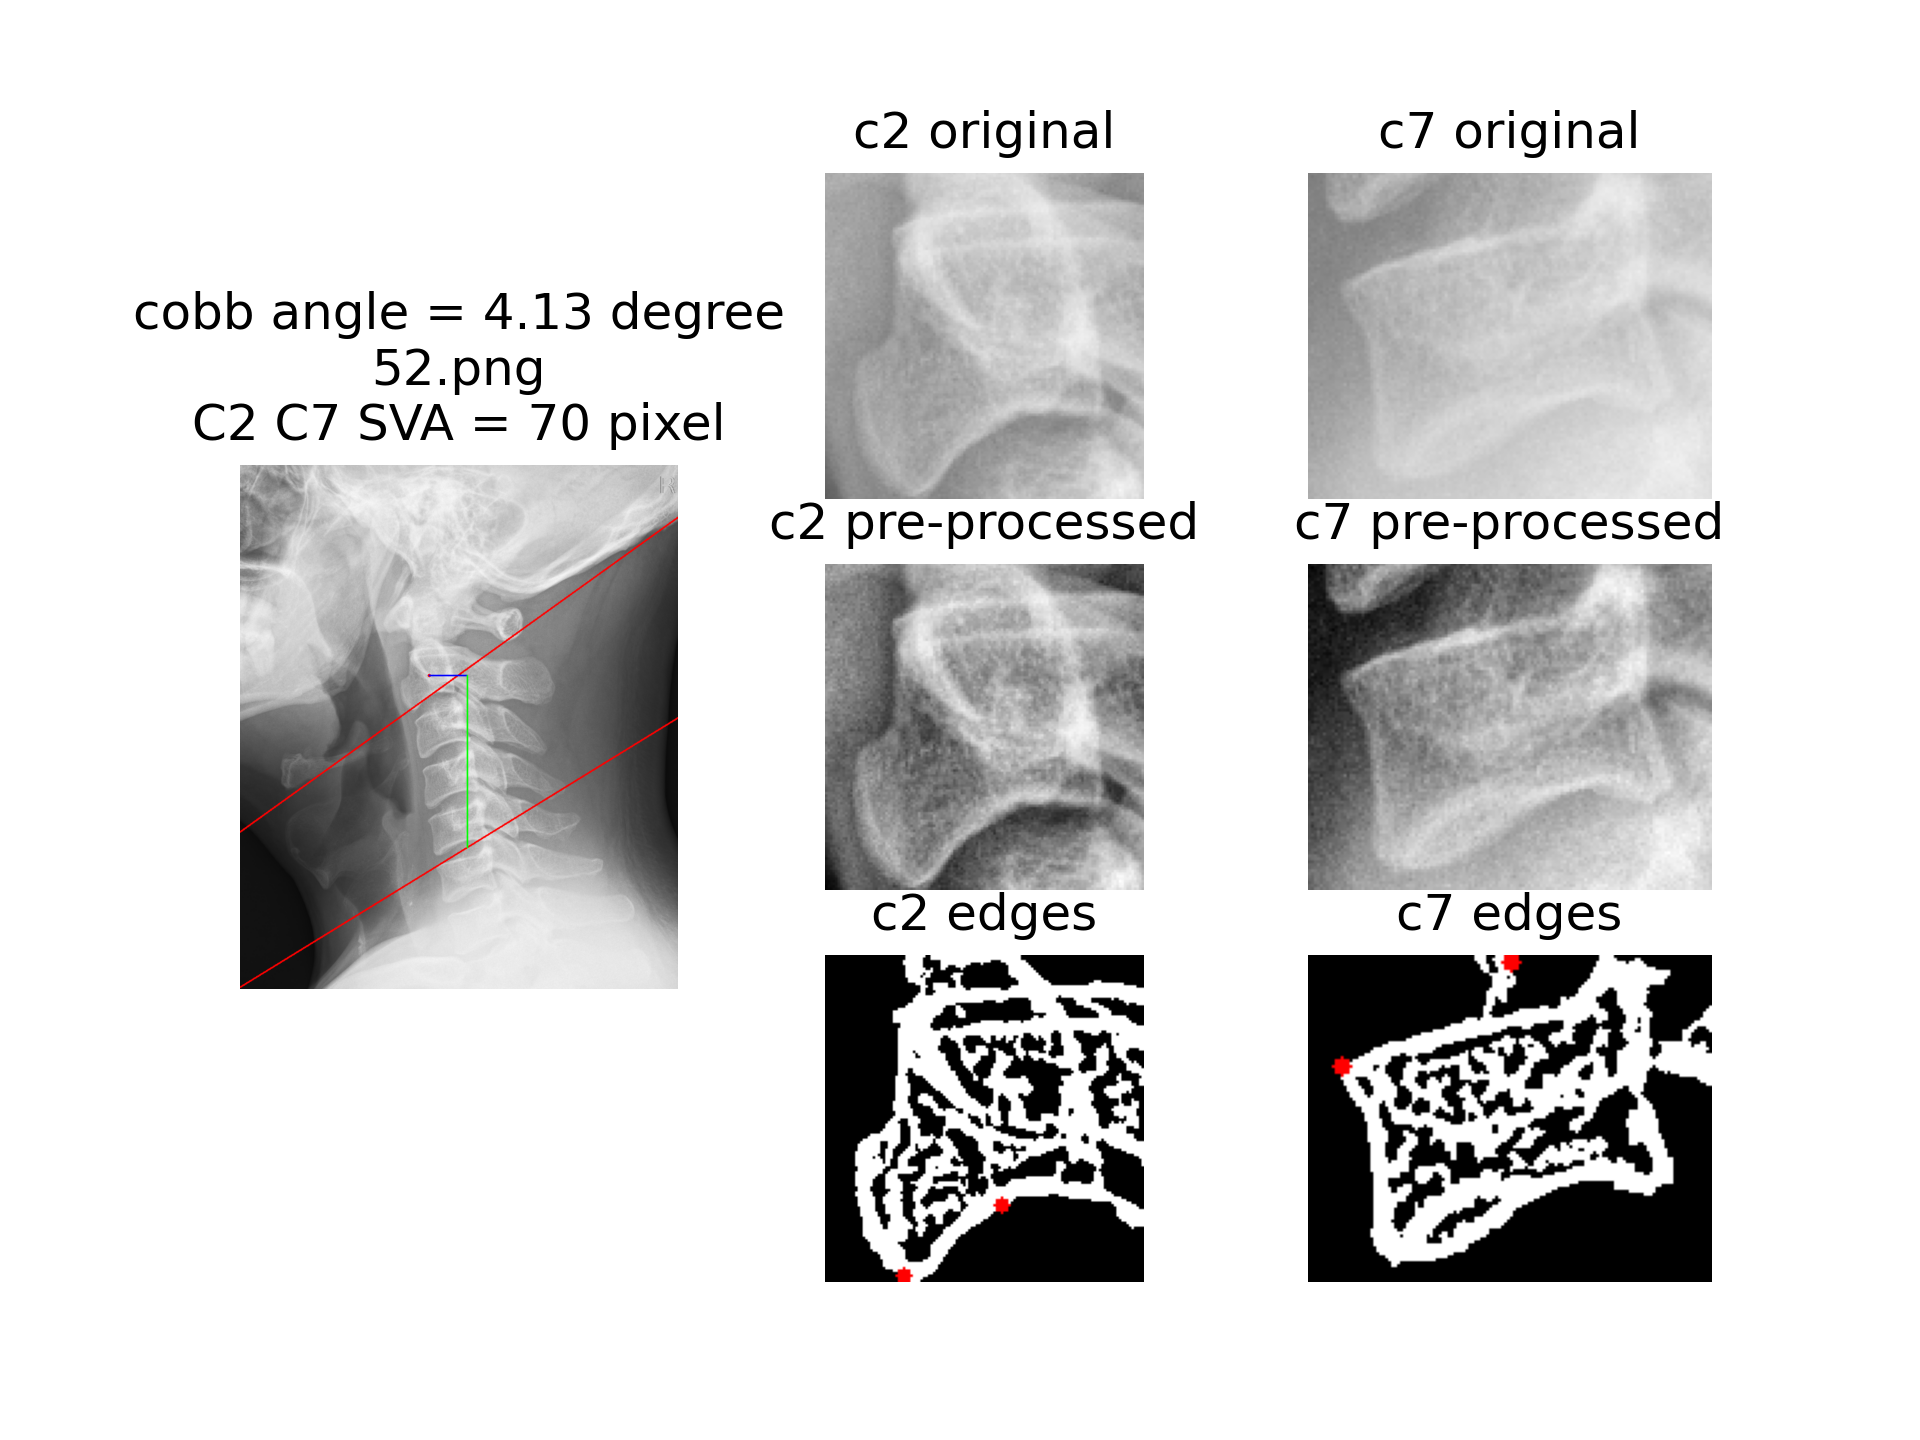 cobb angle = 4.13 degree
52.png
C2 C7 SVA = 70 pixel
c2 original
c7 original
c2 pre-processed
c7 pre-processed
c2 edges
c7 edges